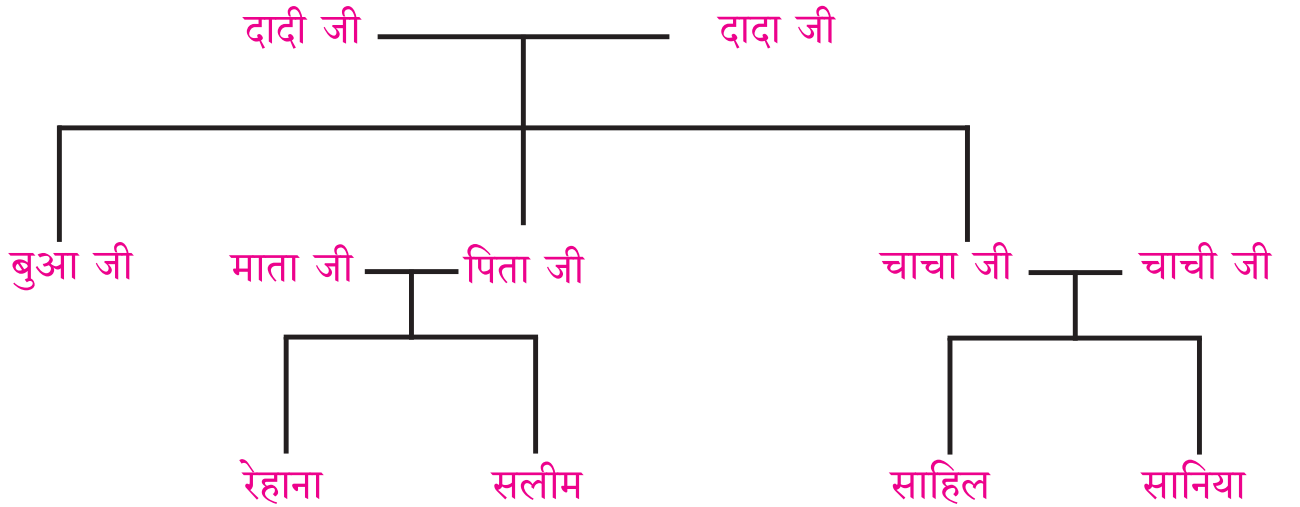 दादी जी दादा जी
बुआ जी माता जी पिता जी चाचा जी चाची जी
रेहाना सलीम साहिल सानिया